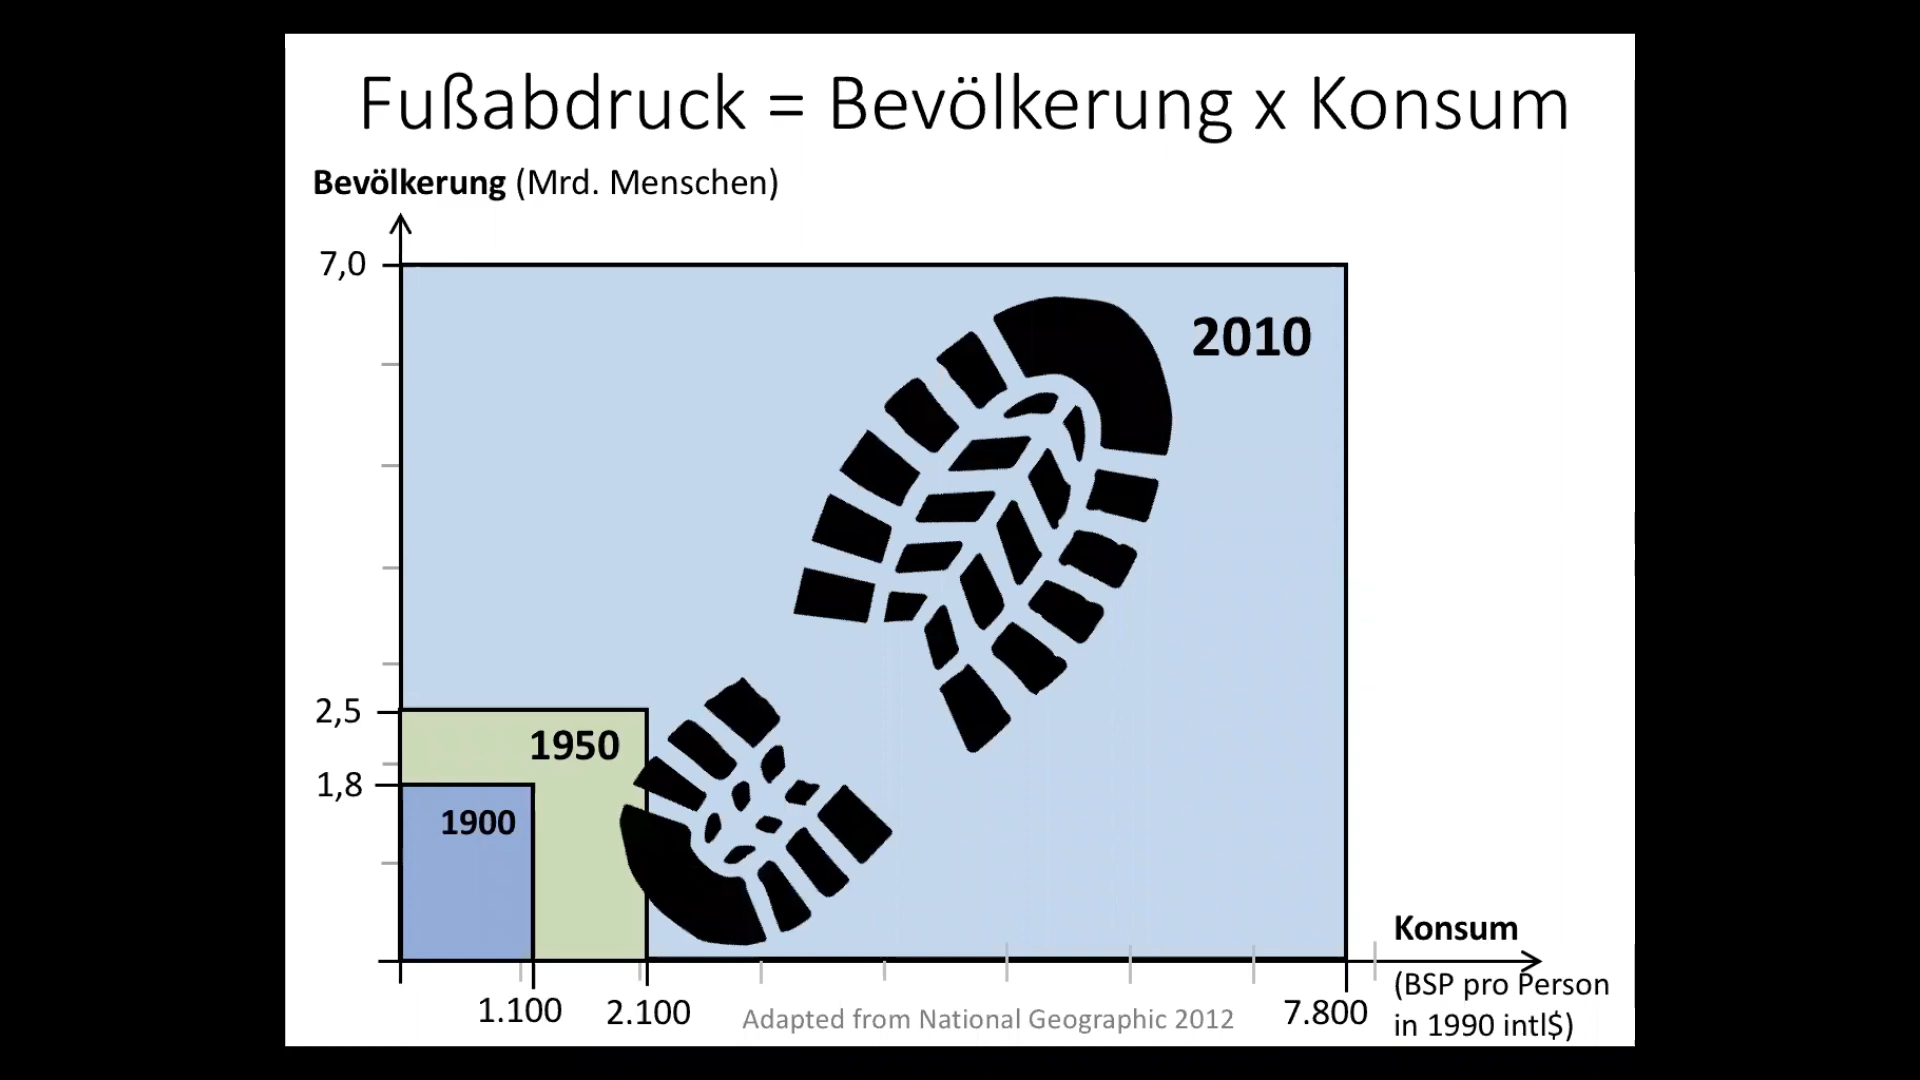 Fußabdruck = Bevölkerung x Konsum
Bevölkerung (Mrd. Menschen)
7,0
2010
2,5
1950
1,8
1900
Konsum
(BSP pro Person
in 1990 intl$)
1.100
2.100
Adapted from National Geographic 2012
7.800